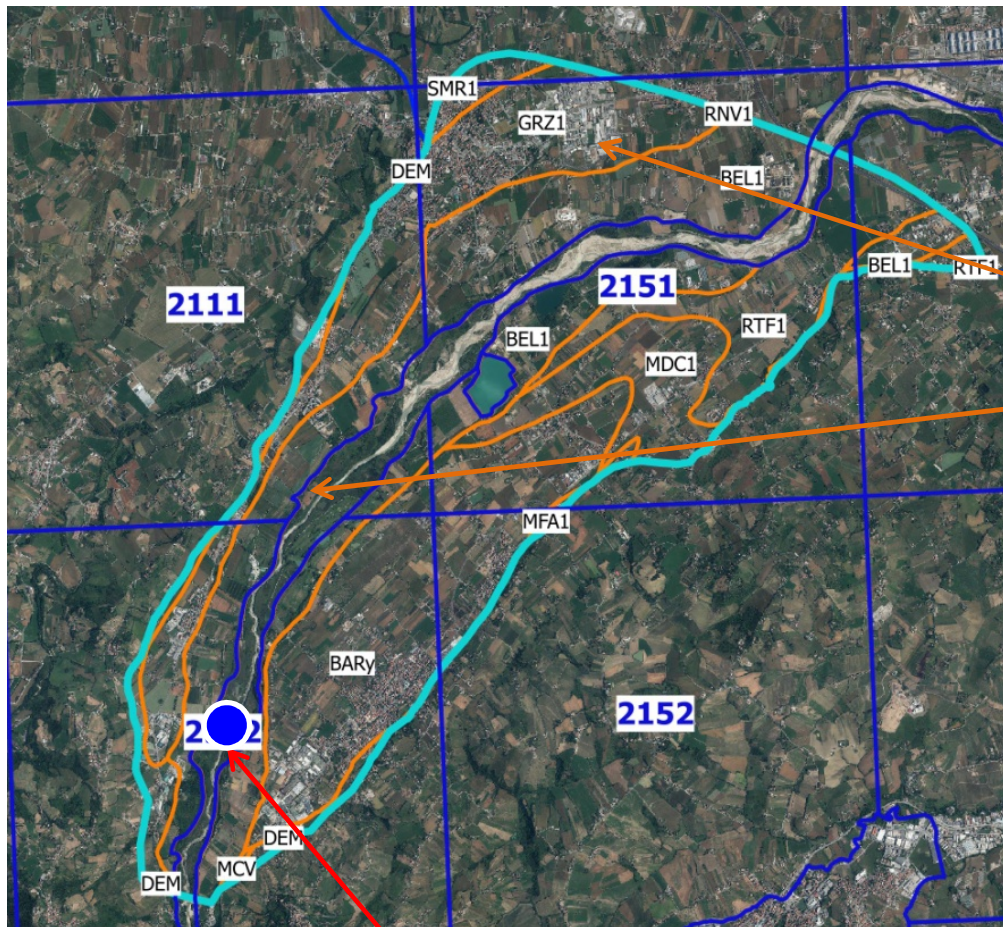 SMR1
RNV1
GRZ1
DEM
BEL1
BEL1
RTF1
2111
2151
RTF1
BEL1
MDC1
MFA1
BARy
2152
DEM
MCV
DEM